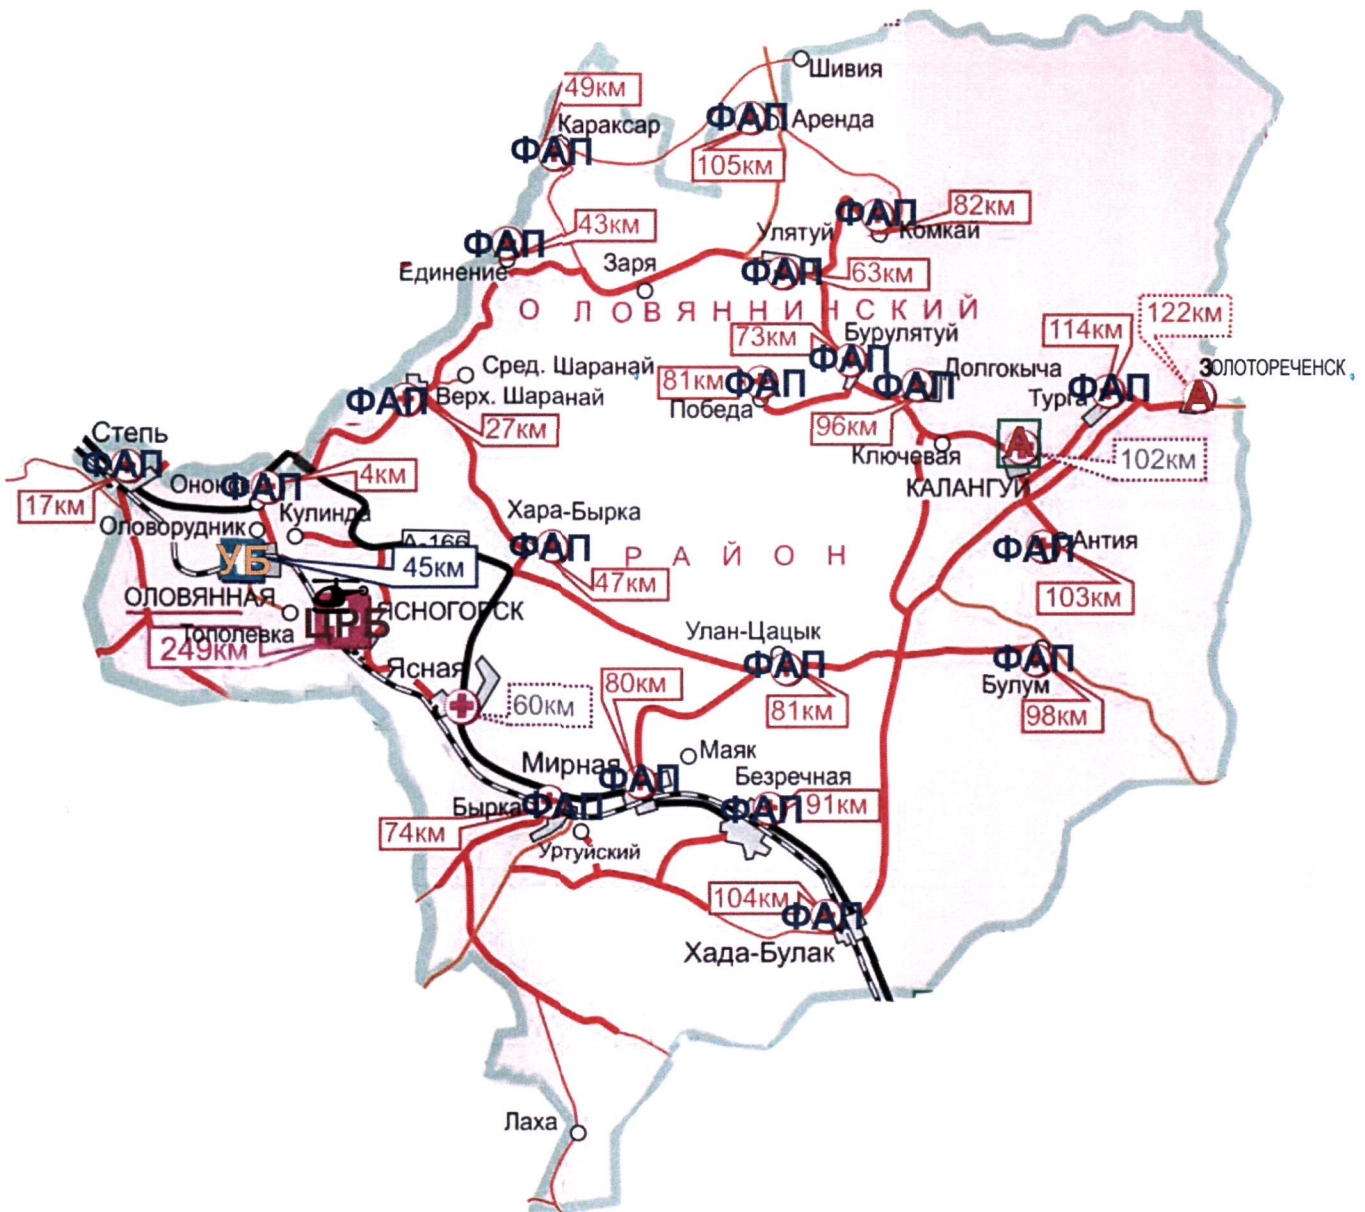 Шивия
49км
Караксар
ФАП
ФАП
Аренда
105км
ФАП
82км
Комкай
ФАП
43км
Единение
Заря
Улятуй
ФАП
63км
ОЛОВЯННИНСКИЙ
122км
114км
73км
Бурулятуй
ФАП
Долгокыча
ФАП
96км
81км
ФАП
Победа
Турга
ФАП
ЗОЛОТОРЕЧЕНСК
А
Сред. Шаранай
Верх. Шаранай
ФАП
27км
Ключевая
А
102км
КАЛАНГУЙ
Степь
ФАП
17км
ФАП
4км
Оловорудник
Кулинда
А-166
УБ
45км
Хара-Бырка
ФАП
47км
РАЙОН
ФАП
Антия
103км
ОЛОВЯННАЯ
ЯСНОГОРСК
ЦРБ
Тополевка
249км
Ясная
60км
Улан-Цацык
ФАП
81км
ФАП
Булум
98км
80км
Мирная
ФАП
Маяк
Безречная
ФАП
91км
Бырка
ФАП
74км
Уртуйский
104км
ФАП
Хада-Булак
Лаха